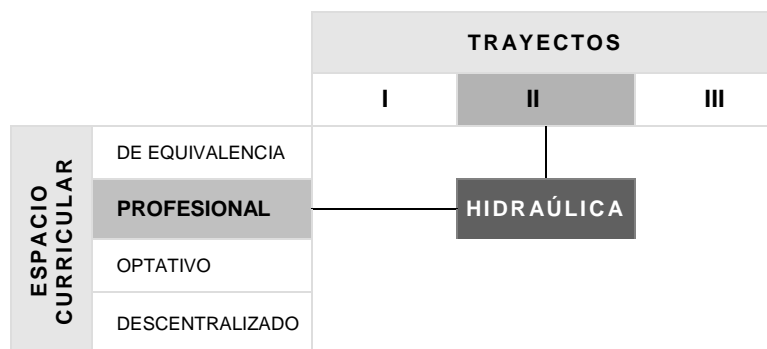 TRAYECTOS
I II III
ESPACIO
CURRICULAR
DE EQUIVALENCIA
PROFESIONAL HIDRAÚLICA
OPTATIVO
DESCENTRALIZADO